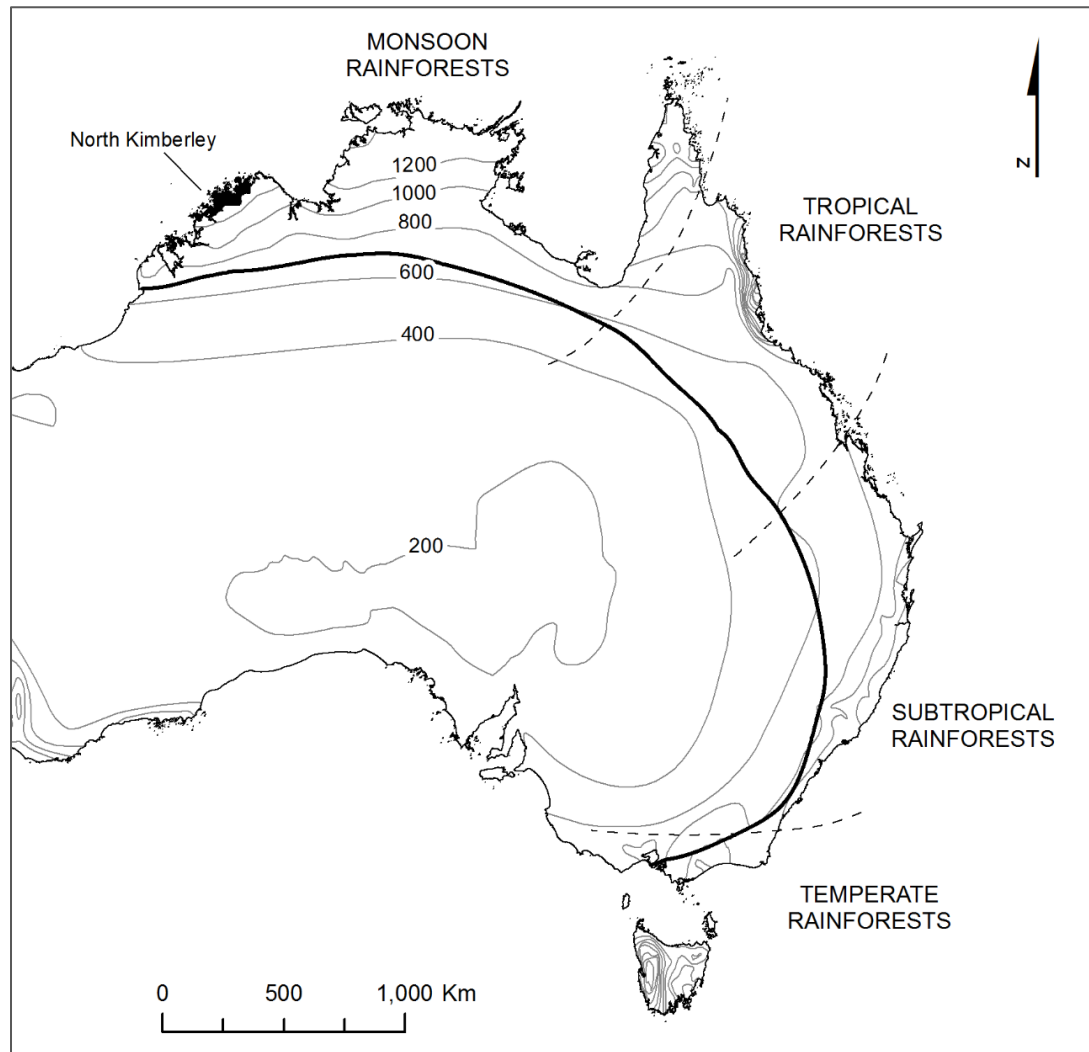 MONSOON
RAINFORESTS
North Kimberley
N
1200
1000
800
TROPICAL
RAINFORESTS
600
400
200
SUBTROPICAL
RAINFORESTS
TEMPERATE
RAINFORESTS
0 500 1,000 Km